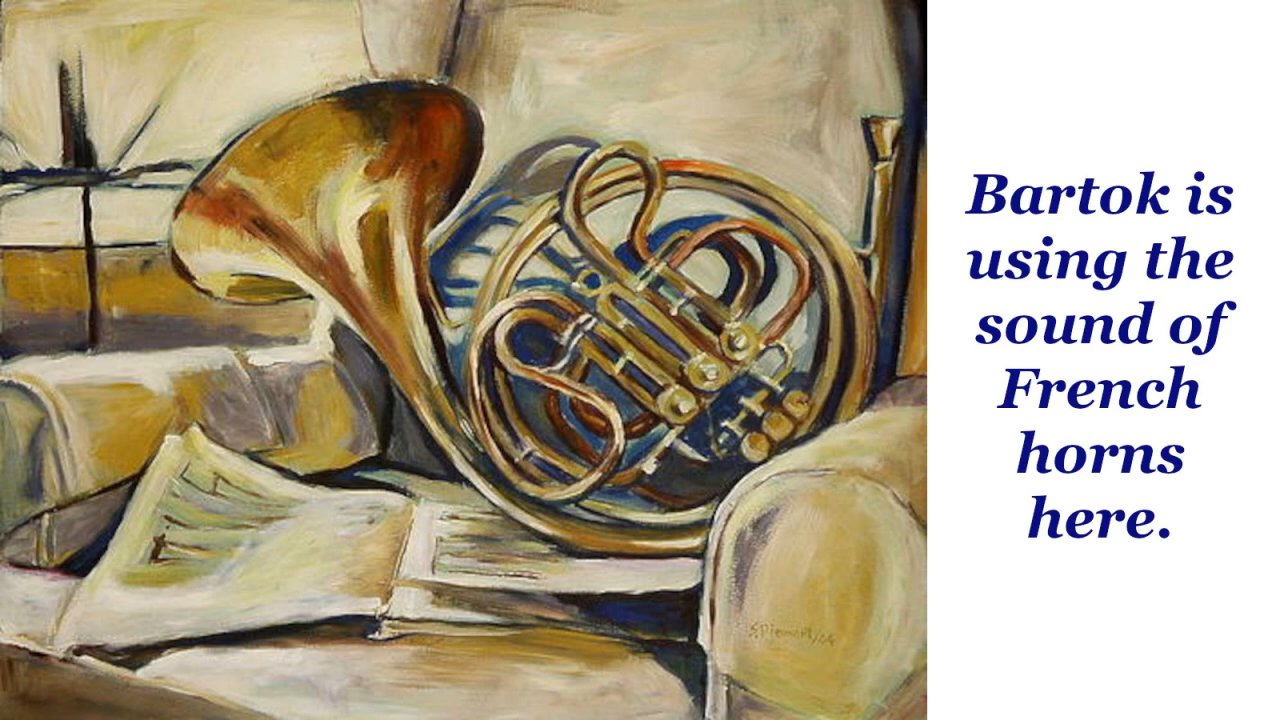 Bartok is
using the
sound of
French
horns
here.